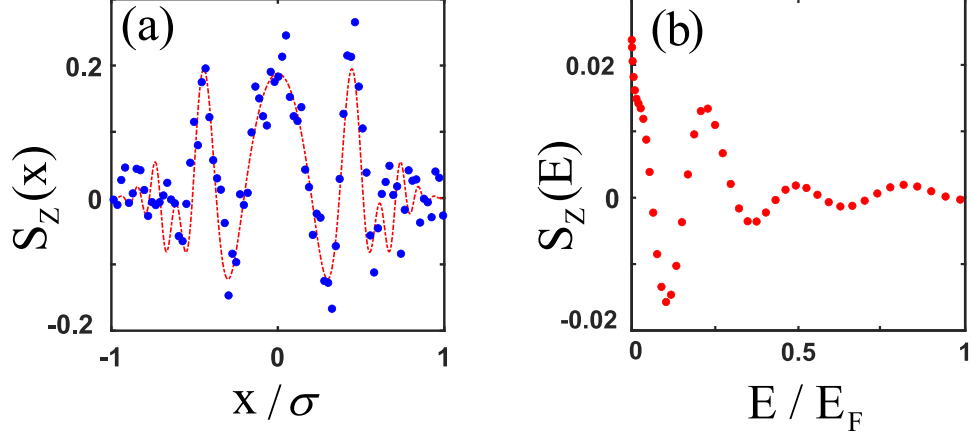 (a)
0.2
0
-0.2
-1
0
1
S_Z(x)
x / σ
(b)
0.02
0
-0.02
0
0.5
1
S_Z(E)
E / E_F